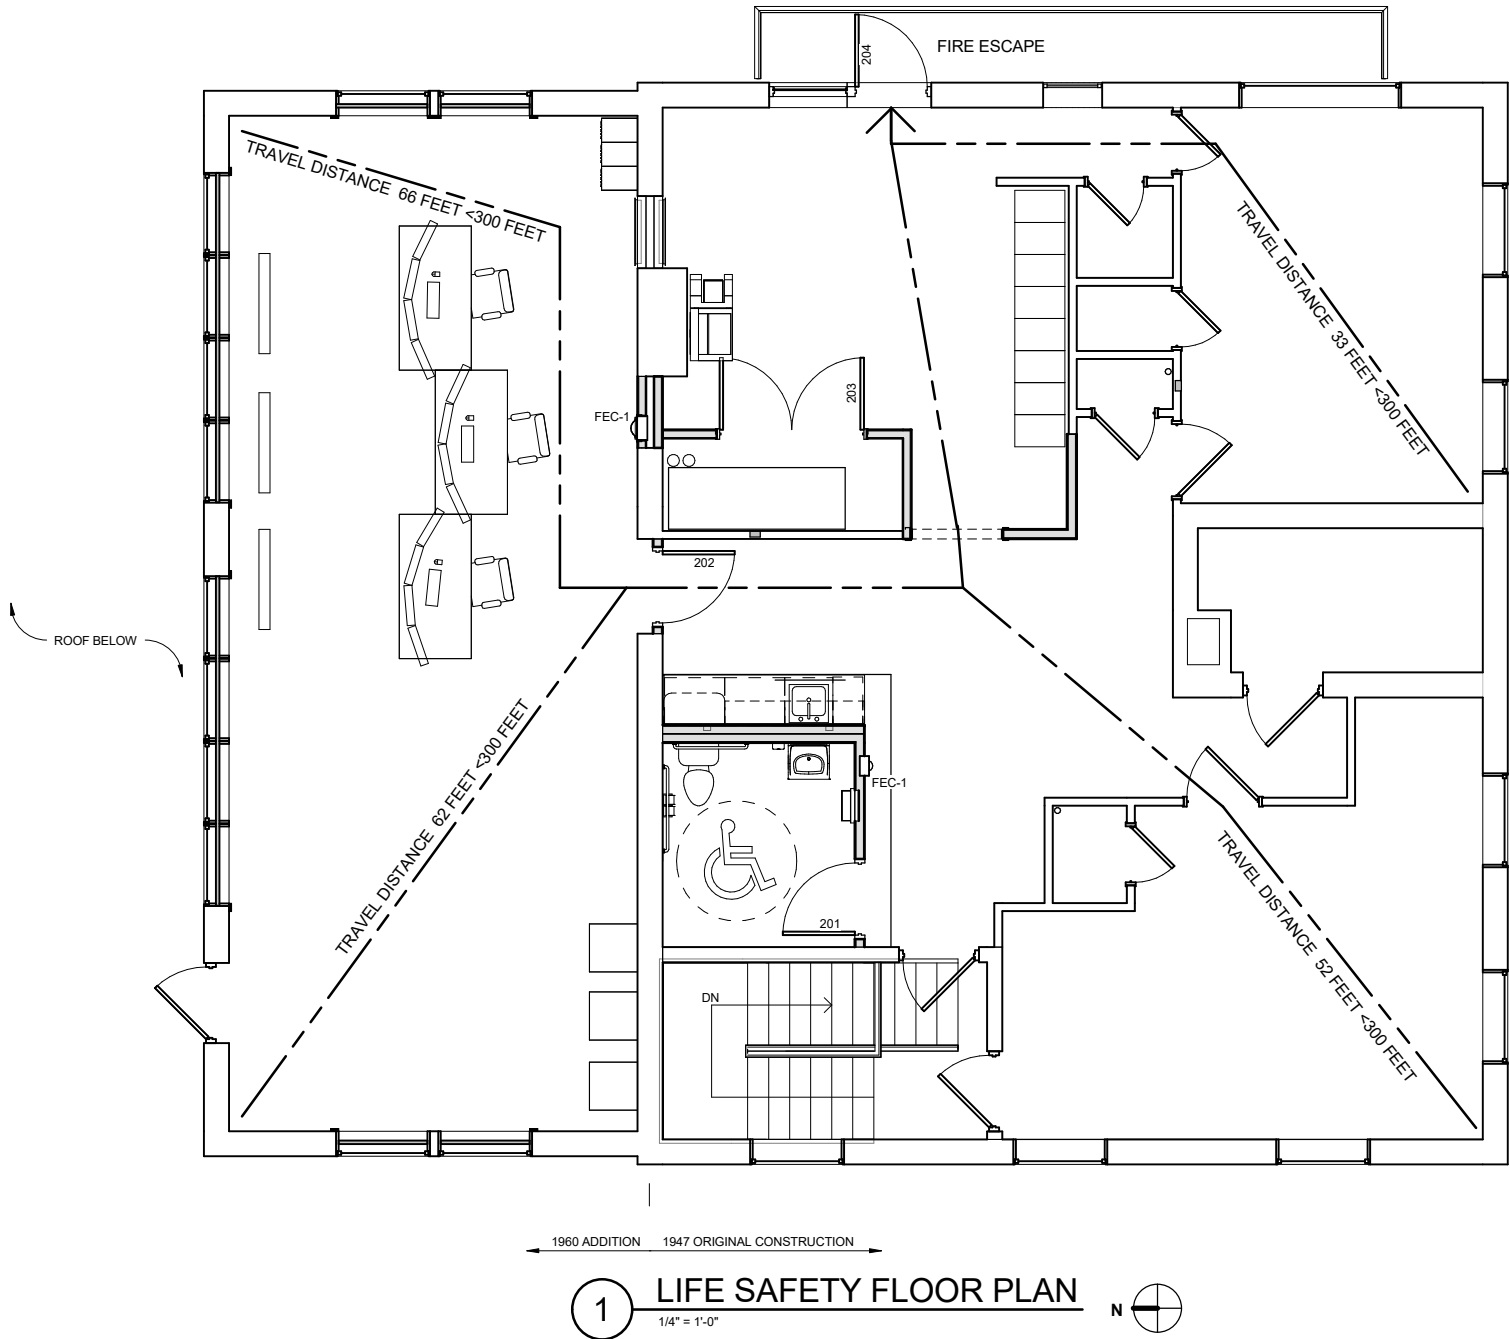 FIRE ESCAPE
204
TRAVEL DISTANCE 66 FEET <300 FEET
TRAVEL DISTANCE 33 FEET <300 FEET
203
FEC-1
202
ROOF BELOW
TRAVEL DISTANCE 62 FEET <300 FEET
FEC-1
TRAVEL DISTANCE 52 FEET <300 FEET
201
DN
1960 ADDITION
1947 ORIGINAL CONSTRUCTION
1
LIFE SAFETY FLOOR PLAN
1/4" = 1'-0"
N